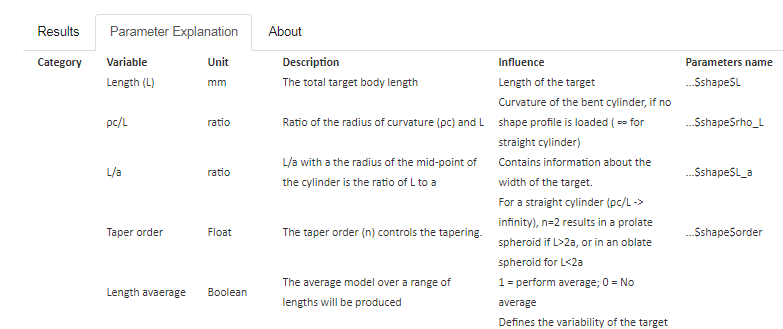 Results Parameter Explanation About
Category Variable Unit Description Influence Parameters name
Length (L) mm The total target body length Length of the target ...$shape$L
Curvature of the bent cylinder, if no
ρc/L ratio Ratio of the radius of curvature (ρc) and L shape profile is loaded ( ∞ for ...$shape$rho_L
straight cylinder)
L/a with a the radius of the mid-point of Contains information about the
L/a ratio ...$shape$L_a
the cylinder is the ratio of L to a width of the target.
For a straight cylinder (ρc/L ->
infinity), n=2 results in a prolate
Taper order Float The taper order (n) controls the tapering. ...$shape$order
spheroid if L>2a, or in an oblate
spheroid for L<2a
The average model over a range of 1 = perform average; 0 = No
Length avaerage Boolean
lengths will be produced average
Defines the variability of the target